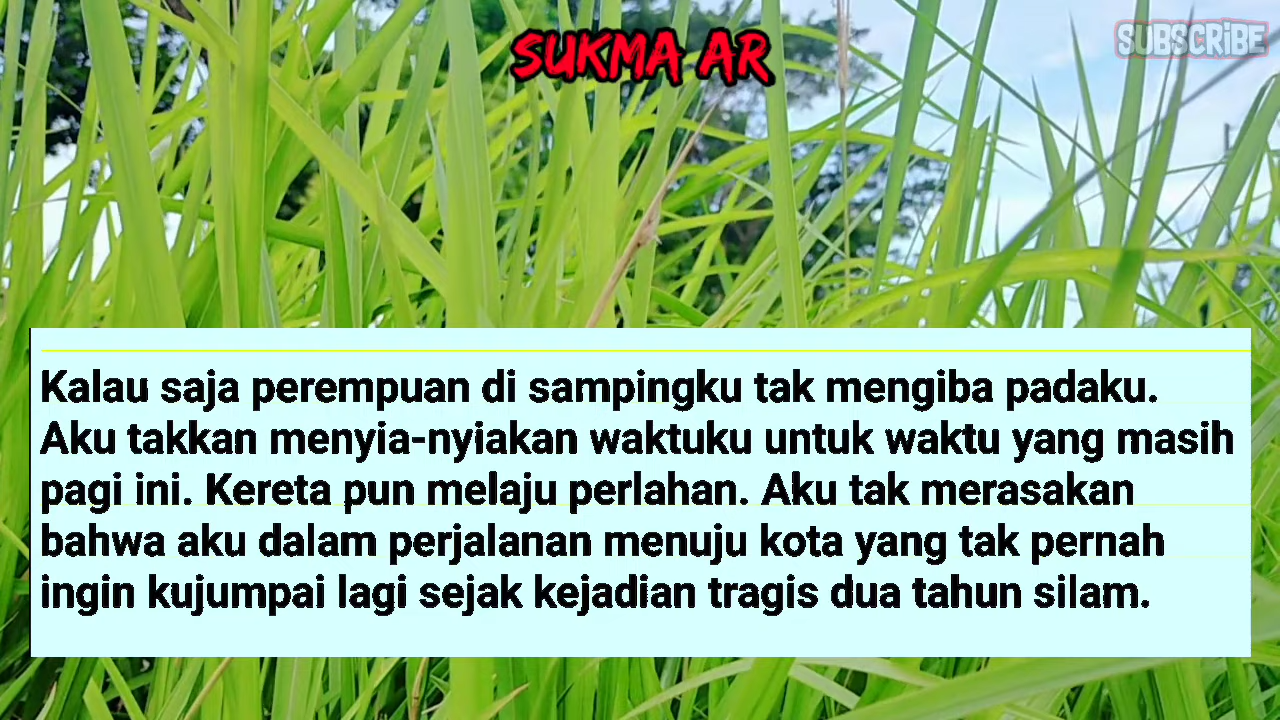 SUKMA AR
SUBSCRIBE
Kalau saja perempuan di sampingku tak mengiba padaku.
Aku takkan menyia-nyiakan waktuku untuk waktu yang masih
pagi ini. Kereta pun melaju perlahan. Aku tak merasakan
bahwa aku dalam perjalanan menuju kota yang tak pernah
ingin kujumpai lagi sejak kejadian tragis dua tahun silam.